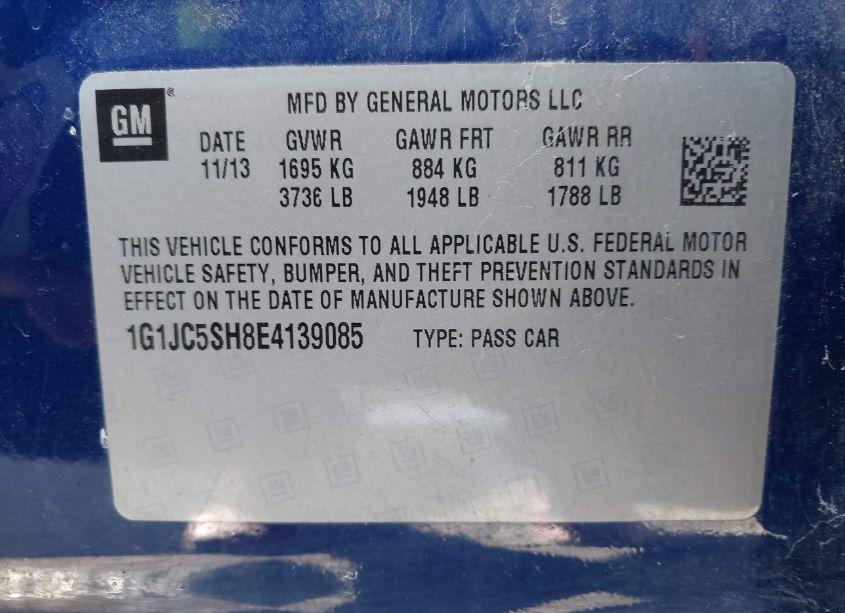 GM ®
MFD BY GENERAL MOTORS LLC
DATE GVWR GAWR FRT GAWR RR
11/13 1695 KG 884 KG 811 KG
3736 LB 1948 LB 1788 LB
THIS VEHICLE CONFORMS TO ALL APPLICABLE U.S. FEDERAL MOTOR
VEHICLE SAFETY, BUMPER, AND THEFT PREVENTION STANDARDS IN
EFFECT ON THE DATE OF MANUFACTURE SHOWN ABOVE.
1G1JC5SH8E4139085 TYPE: PASS CAR